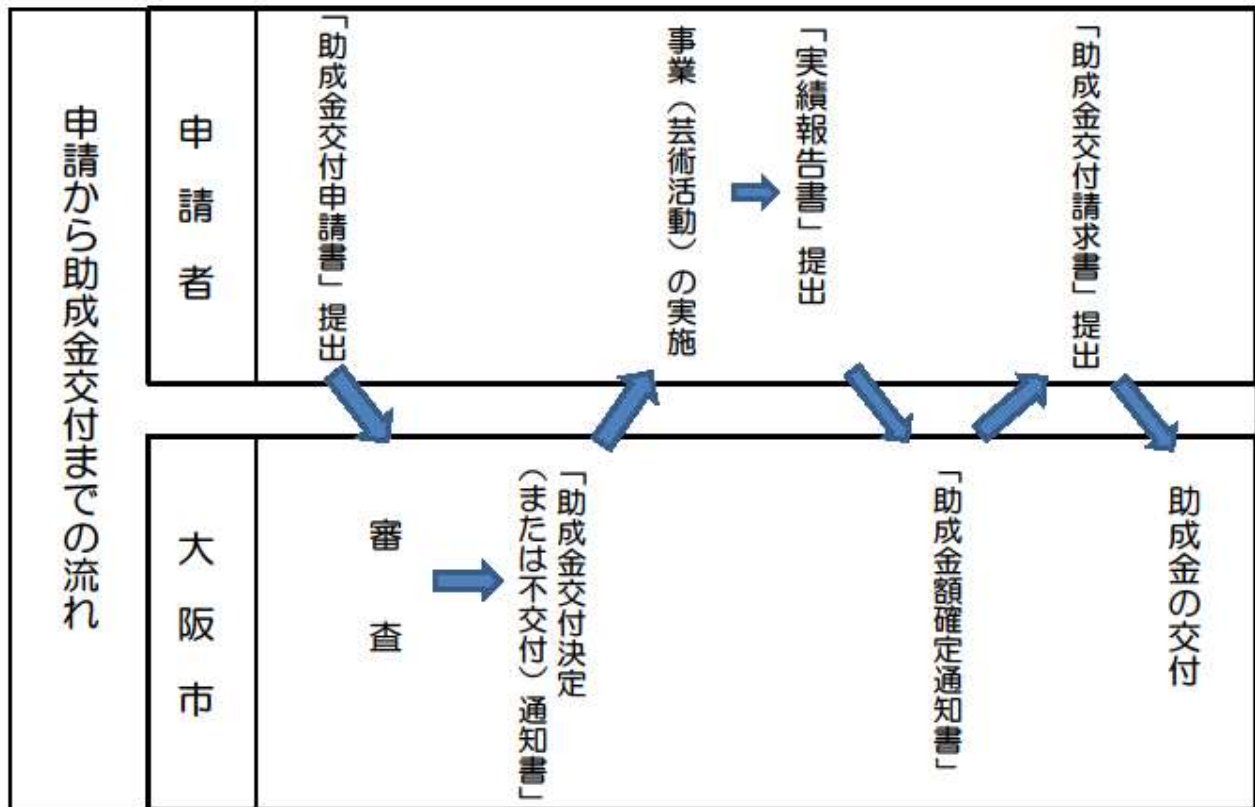 申請から助成金交付までの流れ
申請者
「助成金交付申請書」提出
事業（芸術活動）の実施
「実績報告書」提出
「助成金交付請求書」提出
大阪市
審査
「助成金交付決定
（または不交付）通知書」
「助成金額確定通知書」
助成金の交付